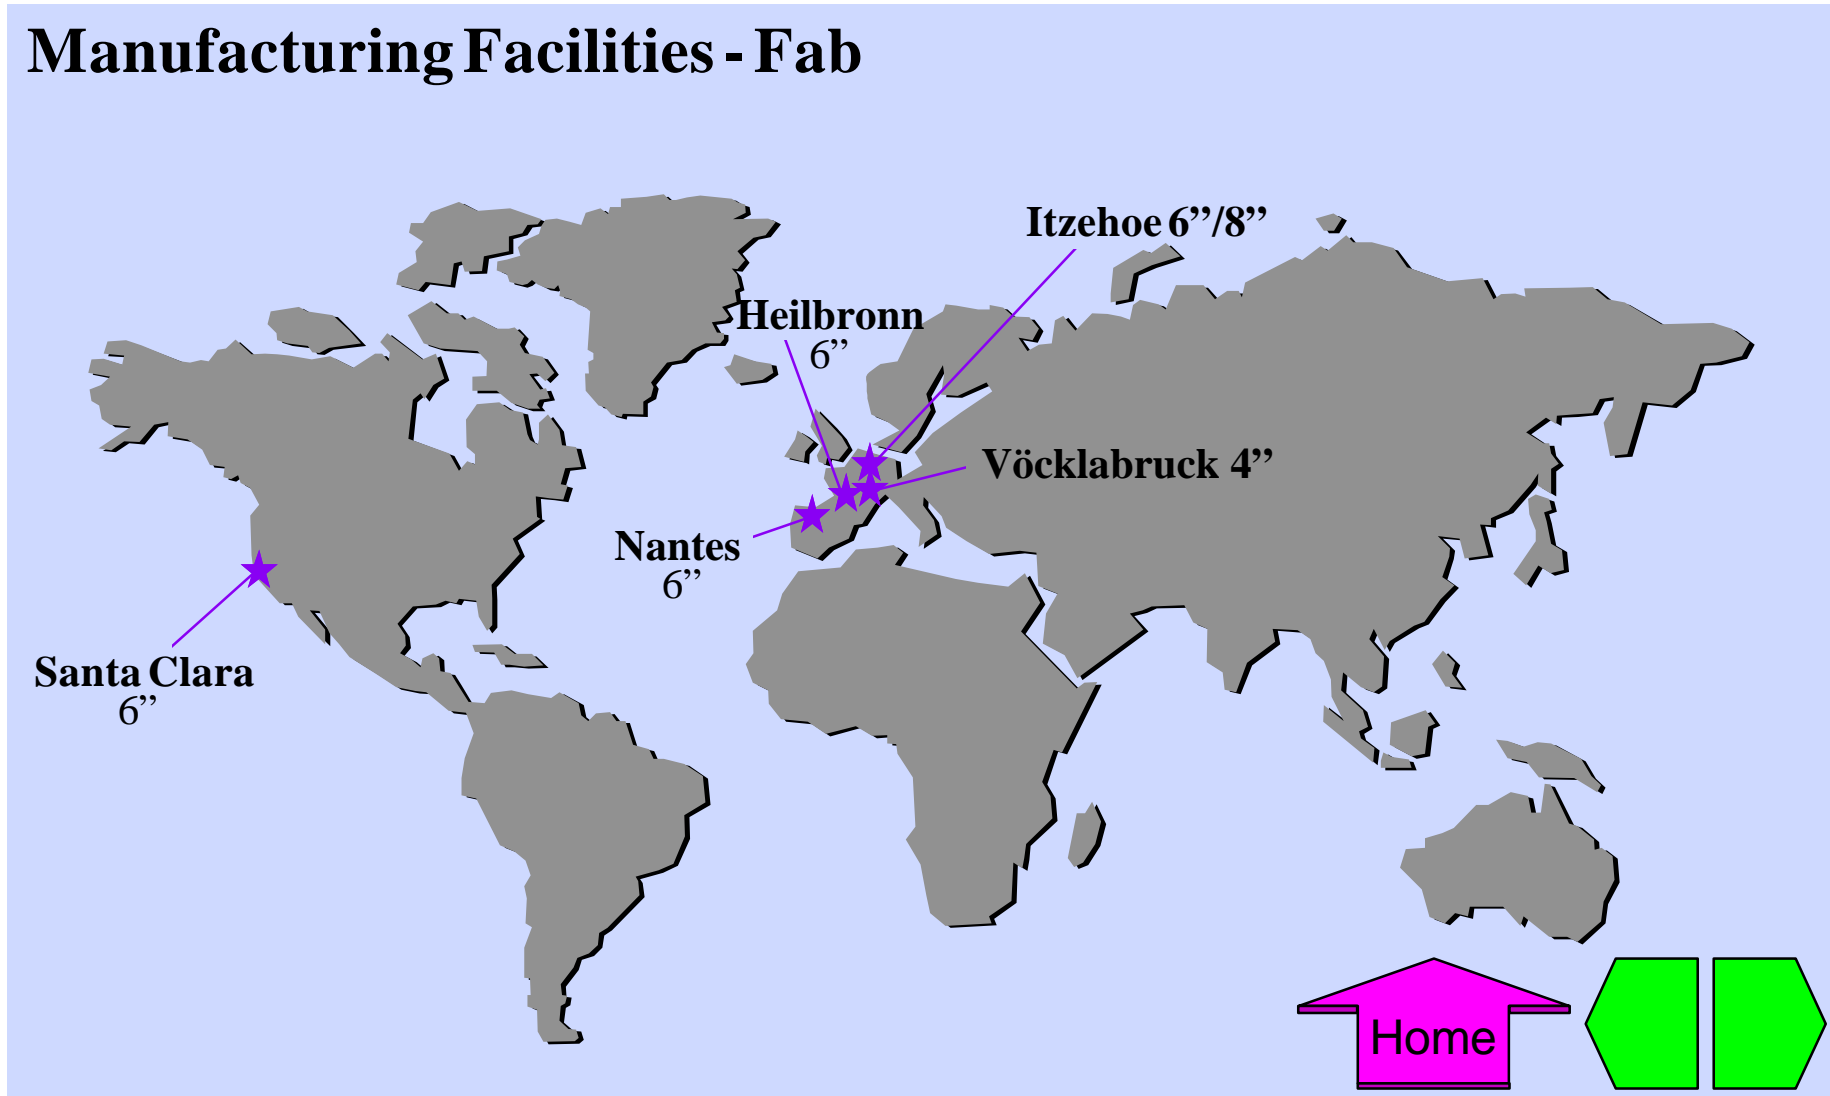 Manufacturing Facilities - Fab
Itzehoe 6”/8”
Heilbronn
6”
Vöcklabruck 4”
Nantes
6”
Santa Clara
6”
Home